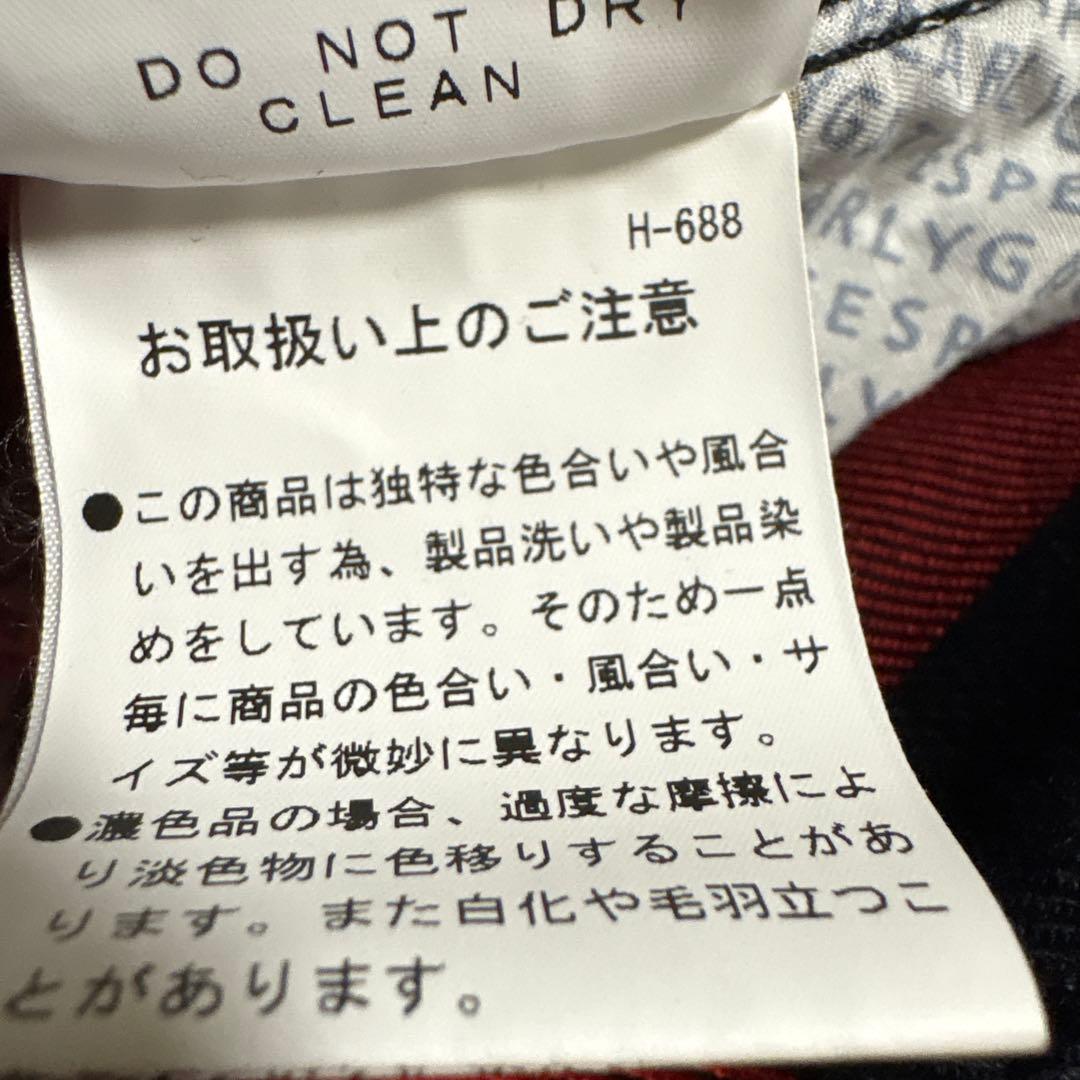 DO NOT DRY
CLEAN
H-688
お取扱い上のご注意
●この商品は独特な色合いや風合
いを出す為、製品洗いや製品染
めをしています。そのため一点
毎に商品の色合い・風合い・サ
イズ等が微妙に異なります。
●濃色品の場合、過度な摩擦によ
り淡色物に色移りすることがあ
ります。また白化や毛羽立つこ
とがあります。
RLYG
ESP